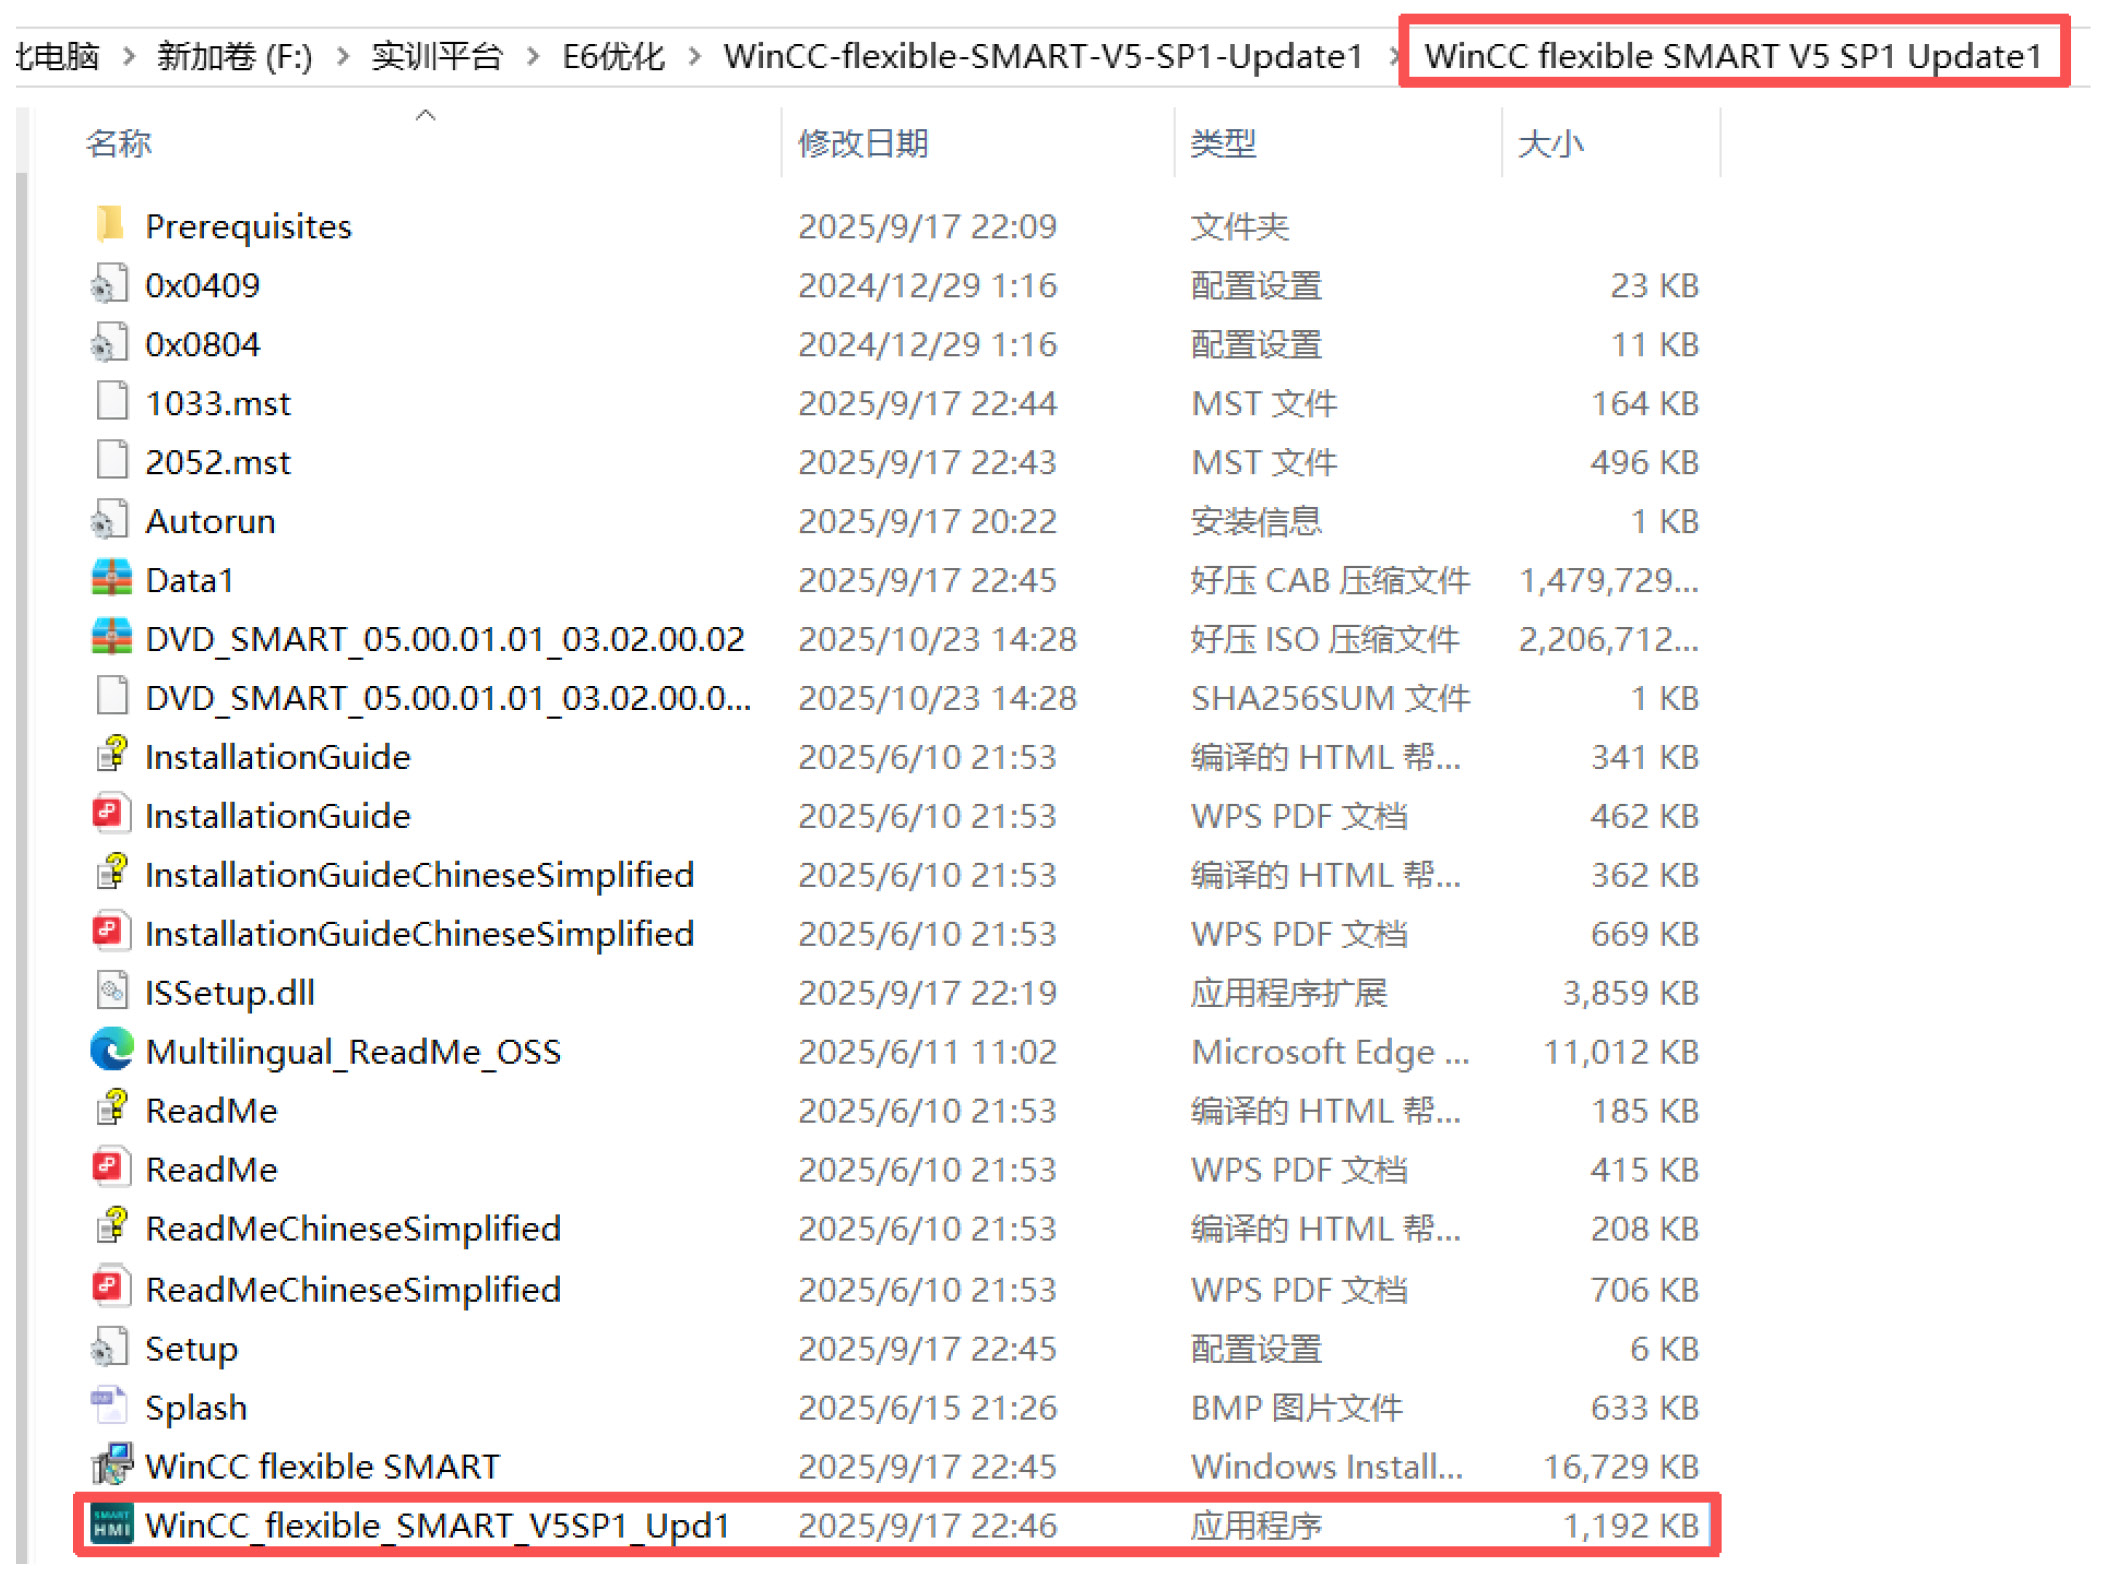 此电脑 > 新加卷 (F:) > 实训平台 > E6优化 > WinCC-flexible-SMART-V5-SP1-Update1 > WinCC flexible SMART V5 SP1 Update1
名称 修改日期 类型 大小
Prerequisites 2025/9/17 22:09 文件夹
0x0409 2024/12/29 1:16 配置设置 23 KB
0x0804 2024/12/29 1:16 配置设置 11 KB
1033.mst 2025/9/17 22:44 MST 文件 164 KB
2052.mst 2025/9/17 22:43 MST 文件 496 KB
Autorun 2025/9/17 20:22 安装信息 1 KB
Data1 2025/9/17 22:45 好压 CAB 压缩文件 1,479,729...
DVD_SMART_05.00.01.01_03.02.00.02 2025/10/23 14:28 好压 ISO 压缩文件 2,206,712...
DVD_SMART_05.00.01.01_03.02.00.0... 2025/10/23 14:28 SHA256SUM 文件 1 KB
InstallationGuide 2025/6/10 21:53 编译的 HTML 帮... 341 KB
InstallationGuide 2025/6/10 21:53 WPS PDF 文档 462 KB
InstallationGuideChineseSimplified 2025/6/10 21:53 编译的 HTML 帮... 362 KB
InstallationGuideChineseSimplified 2025/6/10 21:53 WPS PDF 文档 669 KB
ISSetup.dll 2025/9/17 22:19 应用程序扩展 3,859 KB
Multilingual_ReadMe_OSS 2025/6/11 11:02 Microsoft Edge ... 11,012 KB
ReadMe 2025/6/10 21:53 编译的 HTML 帮... 185 KB
ReadMe 2025/6/10 21:53 WPS PDF 文档 415 KB
ReadMeChineseSimplified 2025/6/10 21:53 编译的 HTML 帮... 208 KB
ReadMeChineseSimplified 2025/6/10 21:53 WPS PDF 文档 706 KB
Setup 2025/9/17 22:45 配置设置 6 KB
Splash 2025/6/15 21:26 BMP 图片文件 633 KB
WinCC flexible SMART 2025/9/17 22:45 Windows Install... 16,729 KB
SMART HMI WinCC_flexible_SMART_V5SP1_Upd1 2025/9/17 22:46 应用程序 1,192 KB